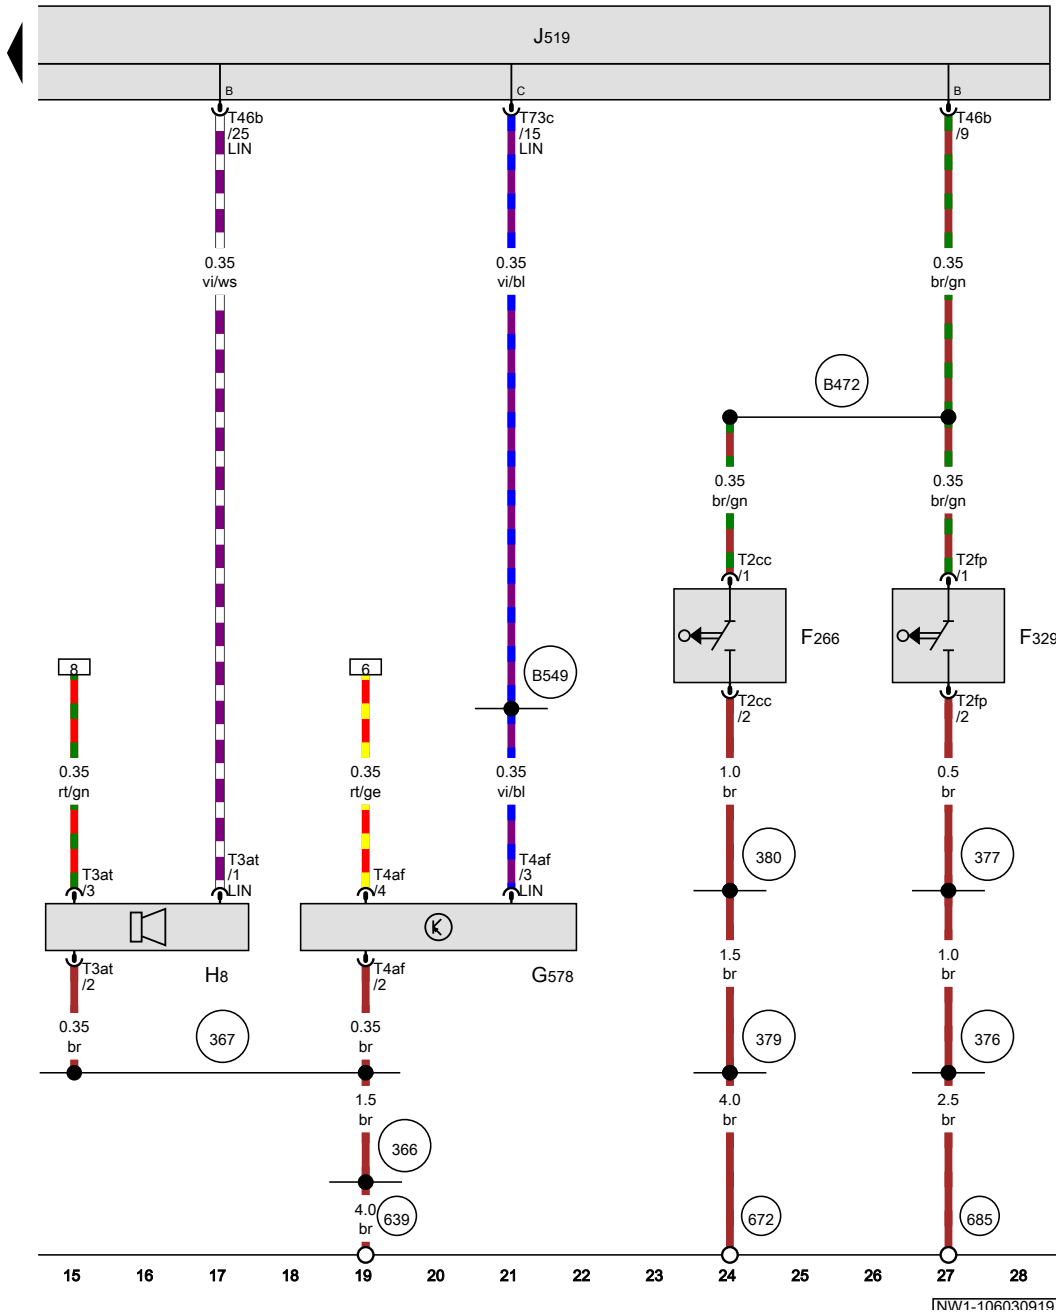 J519
B
C
B
T46b
/25
LIN
T73c
/15
LIN
T46b
/9
0.35
vi/ws
0.35
vi/bl
0.35
br/gn
B472
0.35
br/gn
0.35
br/gn
T2cc
/1
T2fp
/1
F266
F329
8
6
B549
T2cc
/2
T2fp
/2
0.35
rt/gn
0.35
rt/ge
0.35
vi/bl
1.0
br
0.5
br
380
377
T3at
/3
T3at
/1
LIN
T4af
/4
T4af
/3
LIN
T3at
/2
H8
T4af
/2
G578
1.5
br
1.0
br
0.35
br
367
0.35
br
379
376
1.5
br
4.0
br
2.5
br
366
4.0
br
639
672
685
15 16 17 18 19 20 21 22 23 24 25 26 27 28
NW1-106030919